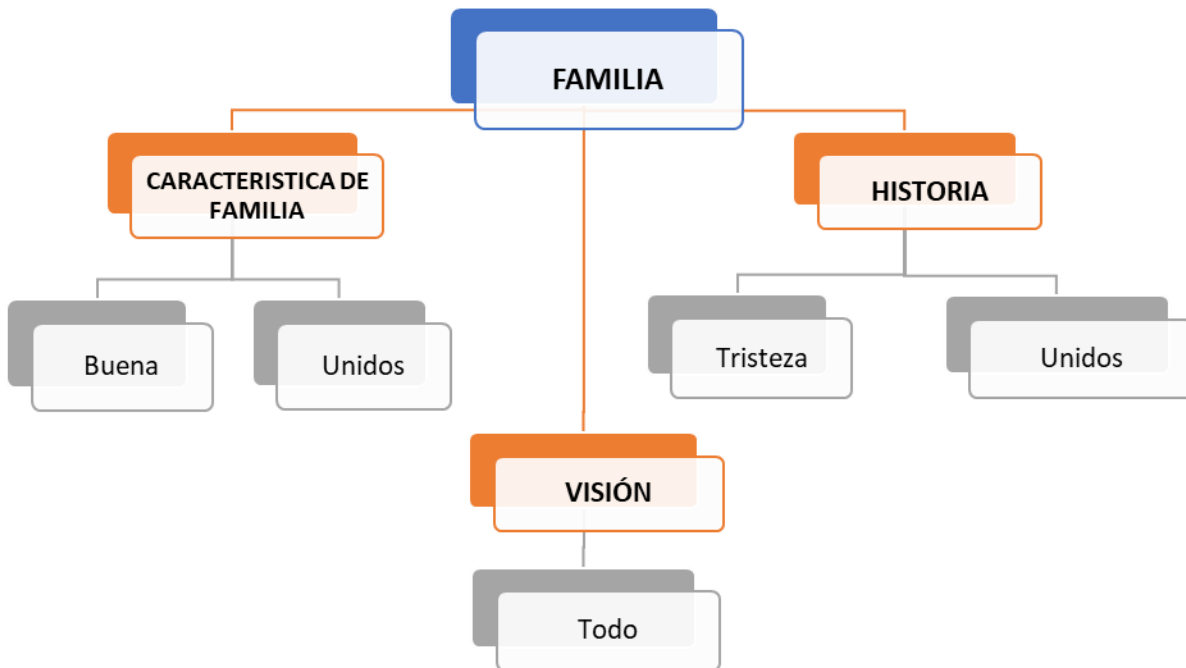 FAMILIA
CARACTERISTICA DE
FAMILIA
HISTORIA
Buena
Unidos
Tristeza
Unidos
VISIÓN
Todo